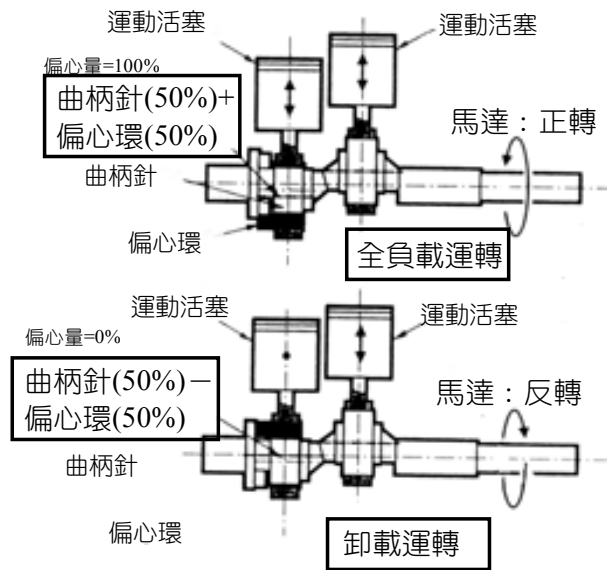 運動活塞
運動活塞
偏心量=100%
曲柄針(50%)+
偏心環(50%)
馬達：正轉
曲柄針
偏心環
全負載運轉
運動活塞
運動活塞
偏心量=0%
曲柄針(50%)－
偏心環(50%)
馬達：反轉
曲柄針
偏心環
卸載運轉